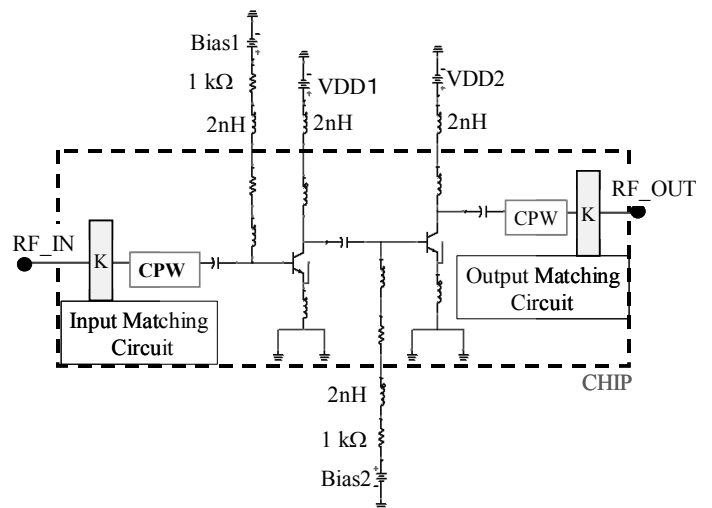 Bias1
1 kΩ
VDD1
VDD2
2nH
2nH
2nH
RF_OUT
K
CPW
RF_IN
K
CPW
Output Matching
Circuit
Input Matching
Circuit
CHIP
2nH
1 kΩ
Bias2